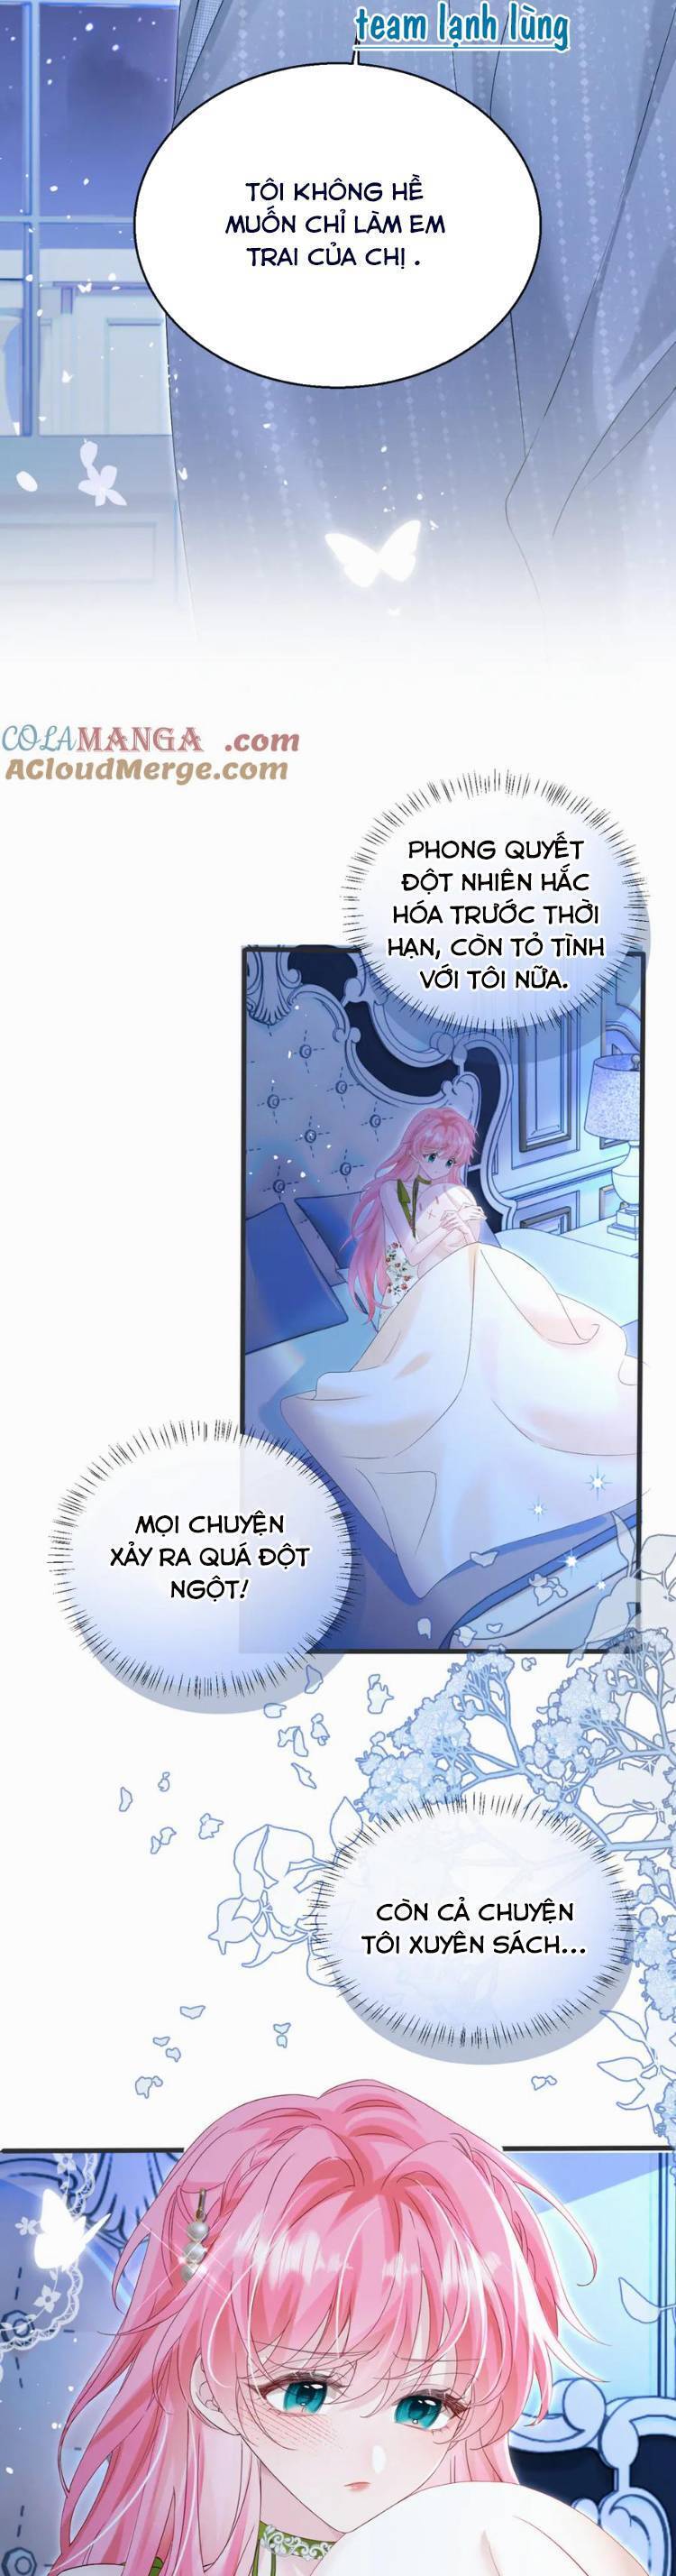 team lạnh lùng
TÔI KHÔNG HỀ
MUỐN CHỈ LÀM EM
TRAI CỦA CHỊ .
COLAMANGA .com
AcloudMerge.com
PHONG QUYẾT
ĐỘT NHIÊN HẮC
HÓA TRƯỚC THỜI
HẠN, CÒN TỎ TÌNH
VỚI TÔI NỮA.
MỌI CHUYỆN
XẢY RA QUÁ ĐỘT
NGỘT!
CÒN CẢ CHUYỆN
TÔI XUYÊN SÁCH...